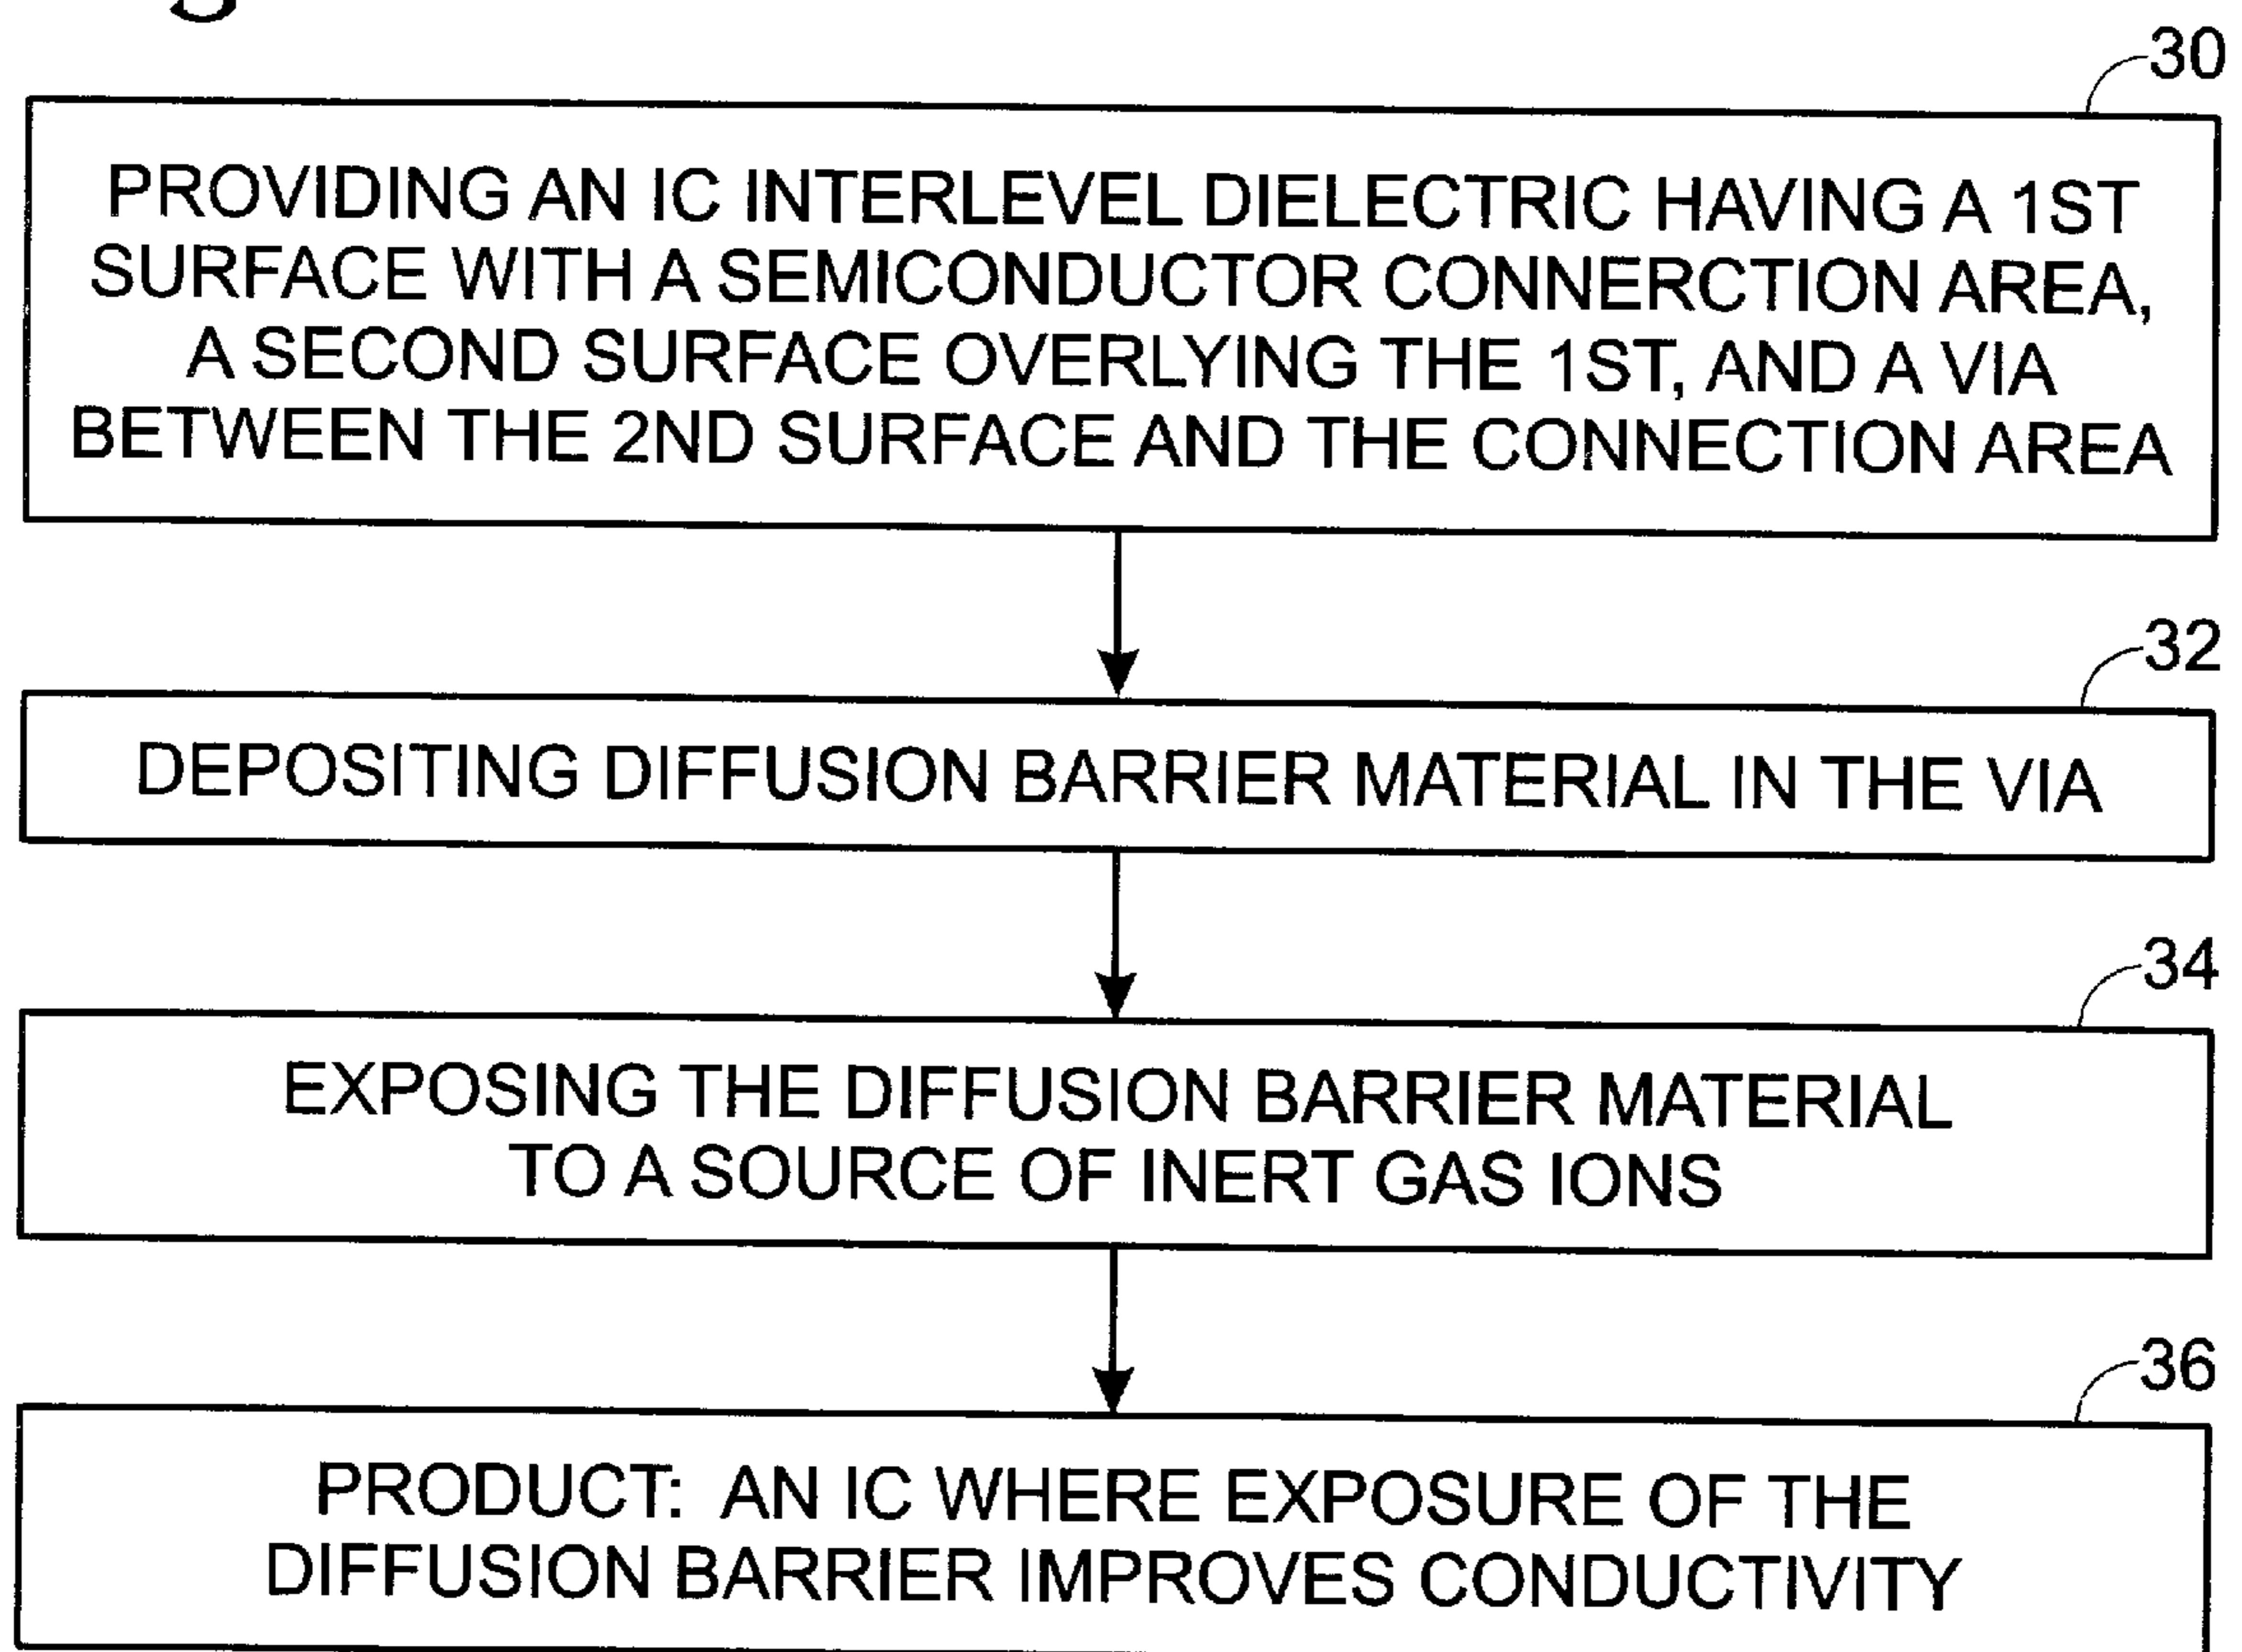 30
PROVIDING AN IC INTERLEVEL DIELECTRIC HAVING A 1ST
SURFACE WITH A SEMICONDUCTOR CONNERCTION AREA,
A SECOND SURFACE OVERLYING THE 1ST, AND A VIA
BETWEEN THE 2ND SURFACE AND THE CONNECTION AREA
32
DEPOSITING DIFFUSION BARRIER MATERIAL IN THE VIA
34
EXPOSING THE DIFFUSION BARRIER MATERIAL
TO A SOURCE OF INERT GAS IONS
36
PRODUCT: AN IC WHERE EXPOSURE OF THE
DIFFUSION BARRIER IMPROVES CONDUCTIVITY